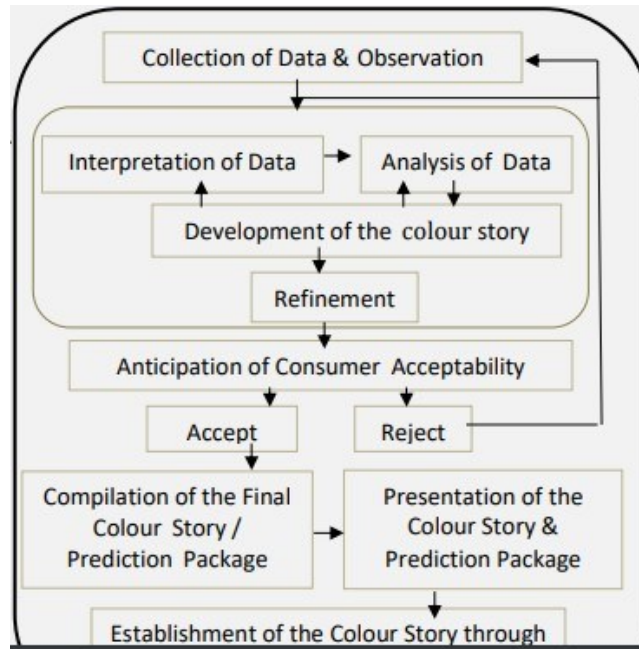 Collection of Data & Observation
Interpretation of Data
Analysis of Data
Development of the colour story
Refinement
Anticipation of Consumer Acceptability
Accept
Reject
Compilation of the Final
Colour Story /
Prediction Package
Presentation of the
Colour Story &
Prediction Package
Establishment of the Colour Story through